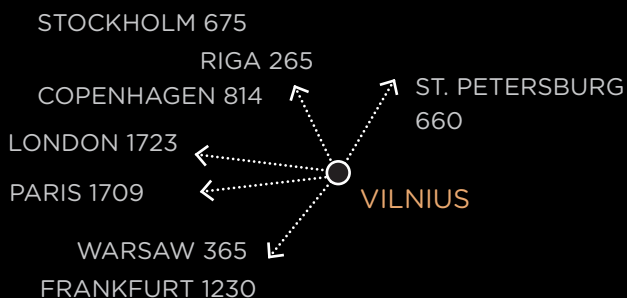 STOCKHOLM 675
RIGA 265
COPENHAGEN 814
ST. PETERSBURG
660
LONDON 1723
PARIS 1709
VILNIUS
WARSAW 365
FRANKFURT 1230